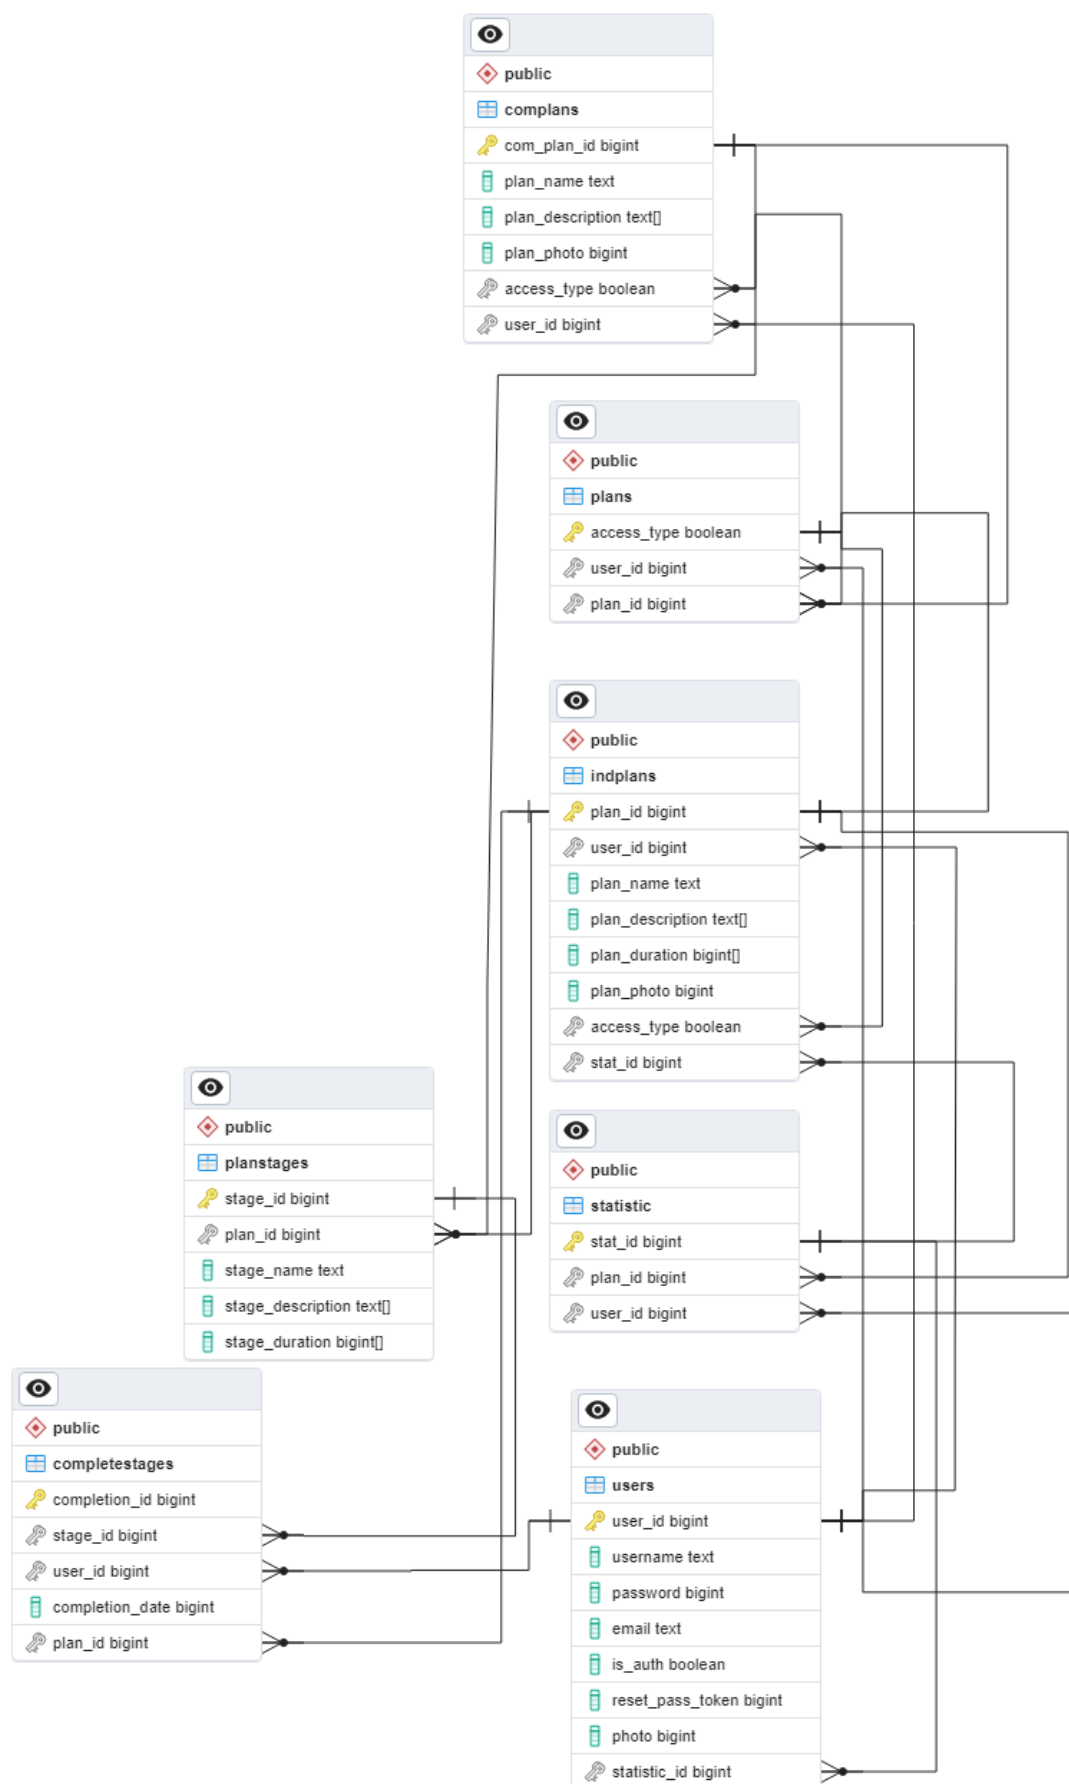 public
complans
com_plan_id bigint
plan_name text
plan_description text[]
plan_photo bigint
access_type boolean
user_id bigint
public
plans
access_type boolean
user_id bigint
plan_id bigint
public
indplans
plan_id bigint
user_id bigint
plan_name text
plan_description text[]
plan_duration bigint[]
plan_photo bigint
access_type boolean
stat_id bigint
public
planstages
stage_id bigint
plan_id bigint
stage_name text
stage_description text[]
stage_duration bigint[]
public
statistic
stat_id bigint
plan_id bigint
user_id bigint
public
completestages
completion_id bigint
stage_id bigint
user_id bigint
completion_date bigint
plan_id bigint
public
users
user_id bigint
username text
password bigint
email text
is_auth boolean
reset_pass_token bigint
photo bigint
statistic_id bigint